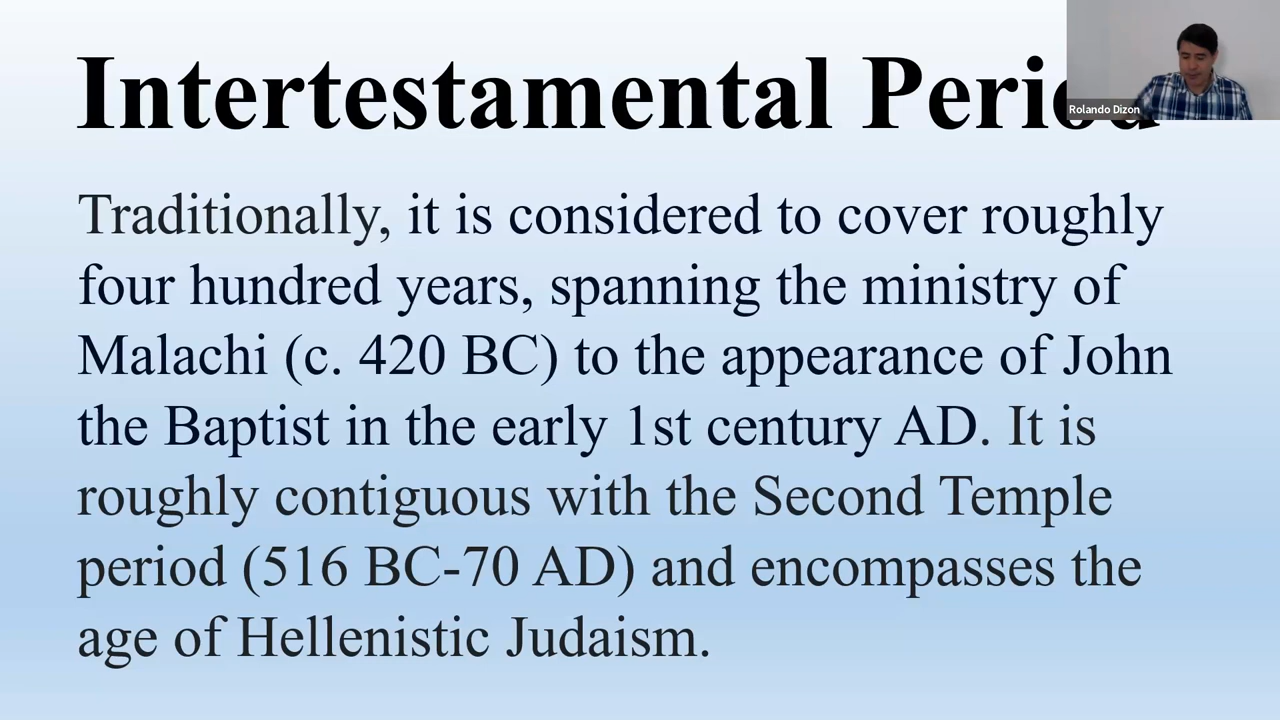 Intertestamental Period
Rolando Dizon
Traditionally, it is considered to cover roughly
four hundred years, spanning the ministry of
Malachi (c. 420 BC) to the appearance of John
the Baptist in the early 1st century AD. It is
roughly contiguous with the Second Temple
period (516 BC-70 AD) and encompasses the
age of Hellenistic Judaism.